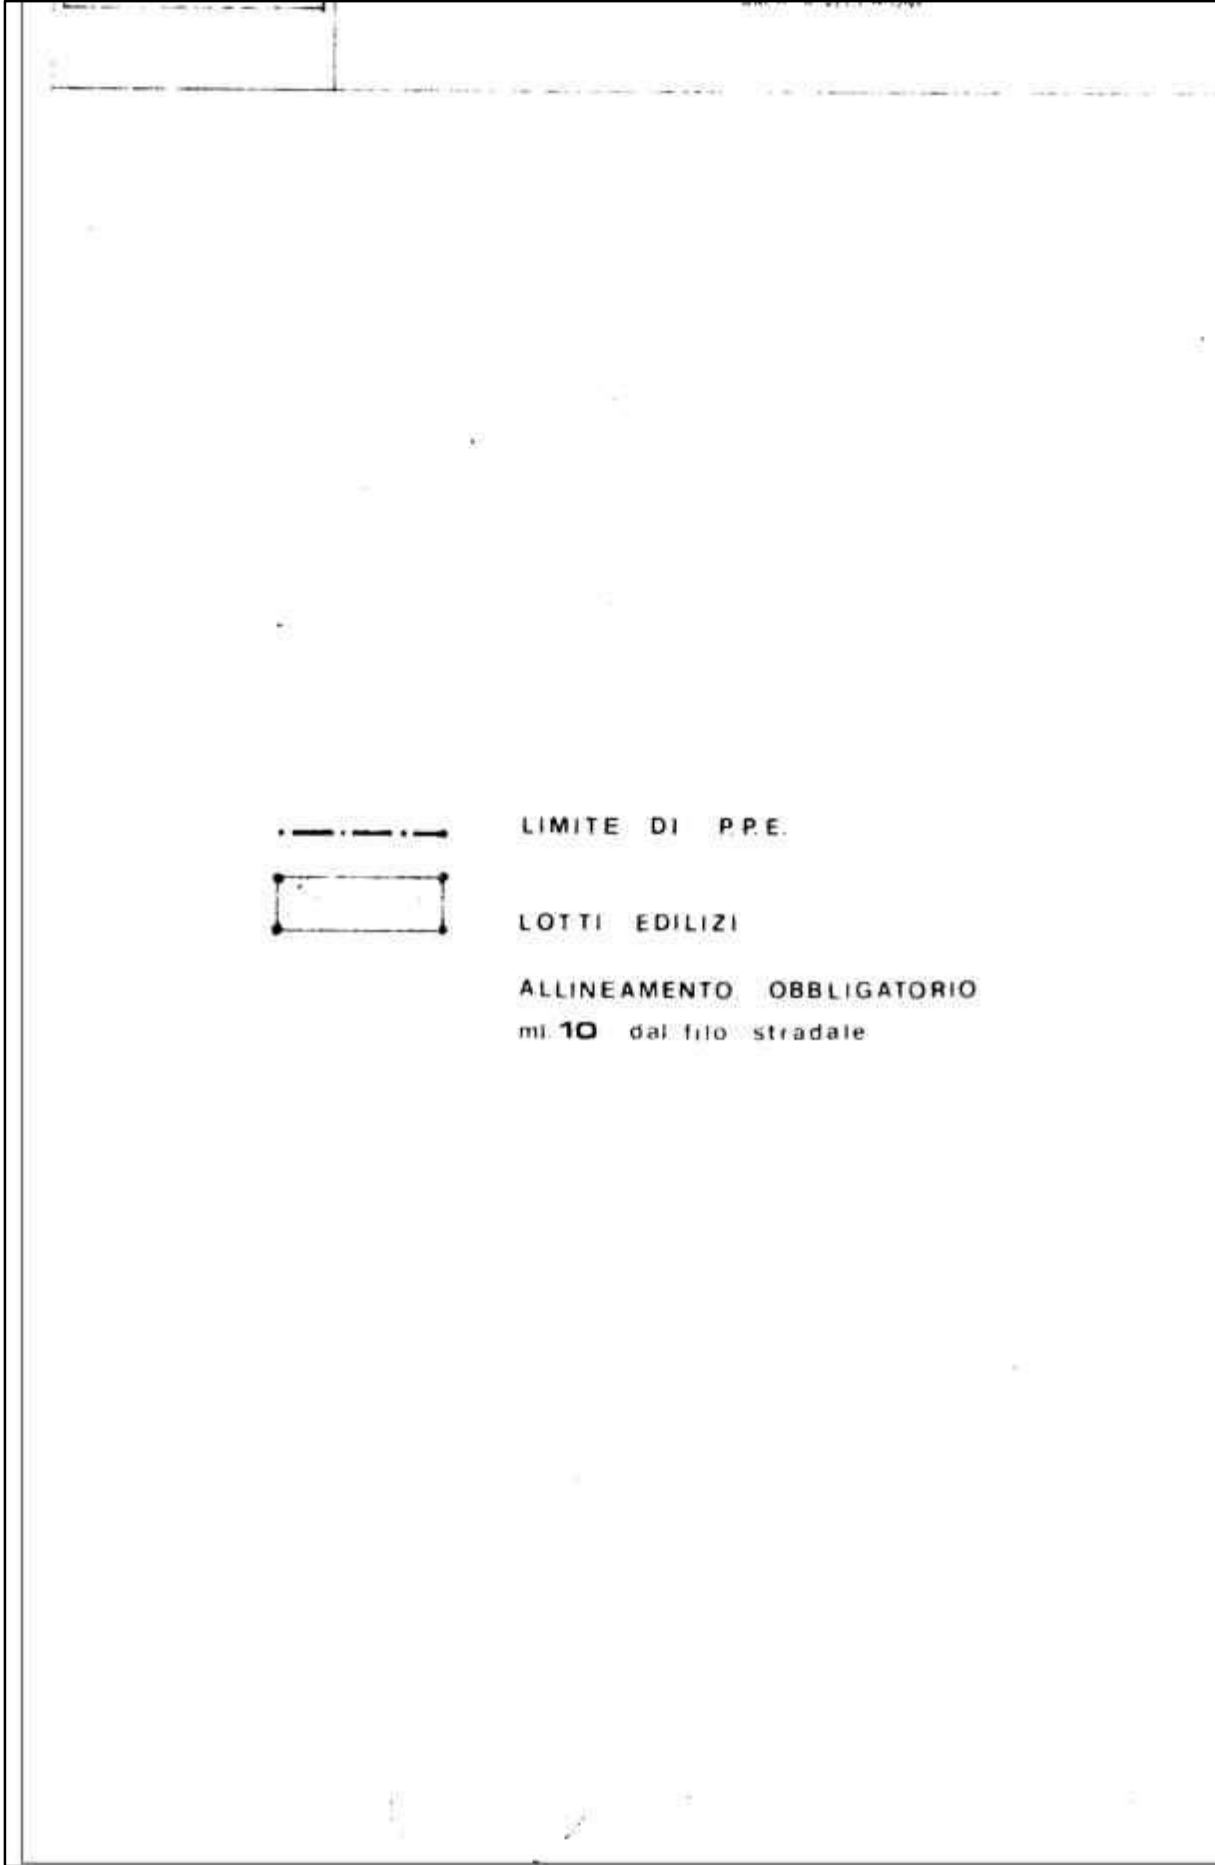 LIMITE DI P.P.E.
LOTTI EDILIZI
ALLINEAMENTO OBBLIGATORIO
ml. 10 dal filo stradale